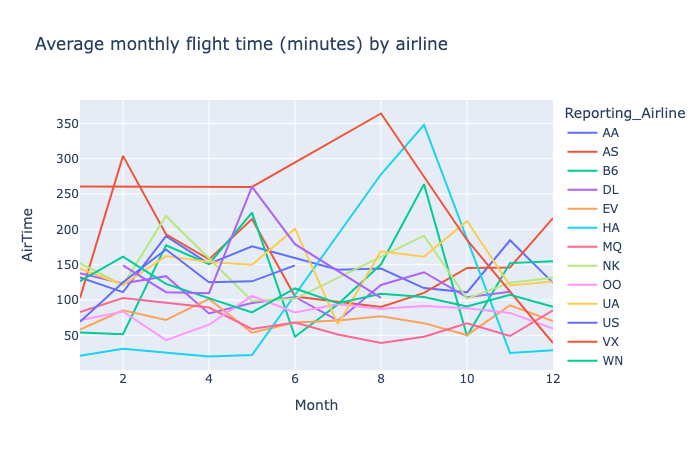 Average monthly flight time (minutes) by airline
Reporting_Airline
AA
AS
B6
DL
EV
HA
MQ
NK
OO
UA
US
VX
WN
AirTime
350
300
250
200
150
100
50
2 4 6 8 10 12
Month